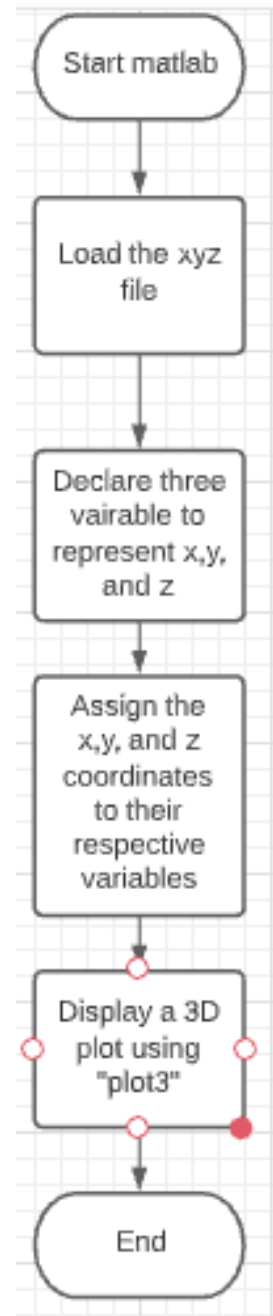 Start matlab
Load the xyz
file
Declare three
vairable to
represent x,y,
and z
Assign the
x,y, and z
coordinates
to their
respective
variables
Display a 3D
plot using
"plot3"
End